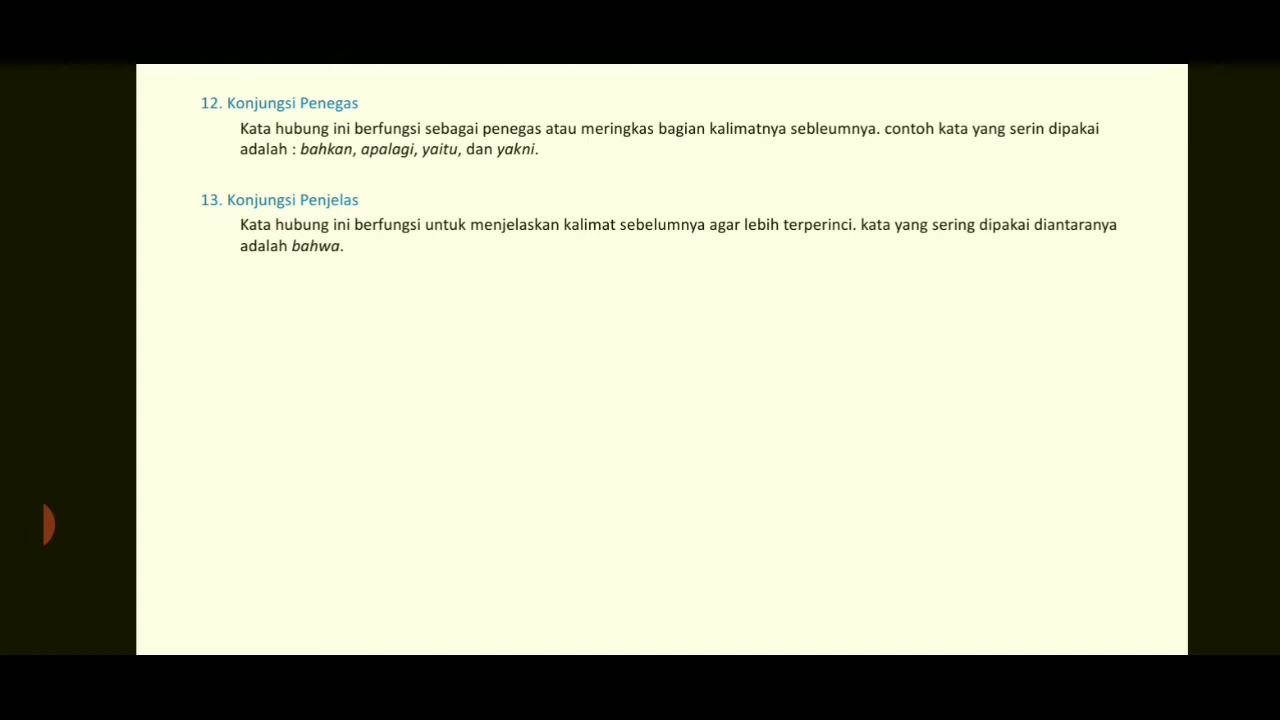 12. Konjungsi Penegas
Kata hubung ini berfungsi sebagai penegas atau meringkas bagian kalimatnya sebleumnya. contoh kata yang serin dipakai
adalah : bahkan, apalagi, yaitu, dan yakni.
13. Konjungsi Penjelas
Kata hubung ini berfungsi untuk menjelaskan kalimat sebelumnya agar lebih terperinci. kata yang sering dipakai diantaranya
adalah bahwa.